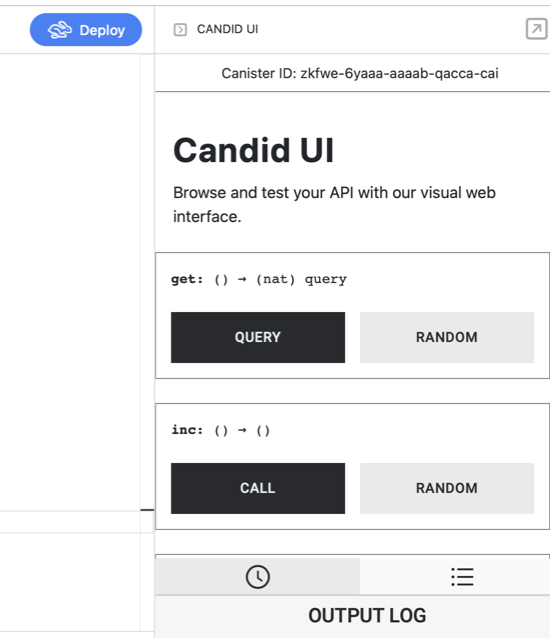 Deploy
CANDID UI
Canister ID: zkfwe-6yaaa-aaaab-qacca-cai
Candid UI
Browse and test your API with our visual web
interface.
get: () → (nat) query
QUERY
RANDOM
inc: () → ()
CALL
RANDOM
OUTPUT LOG